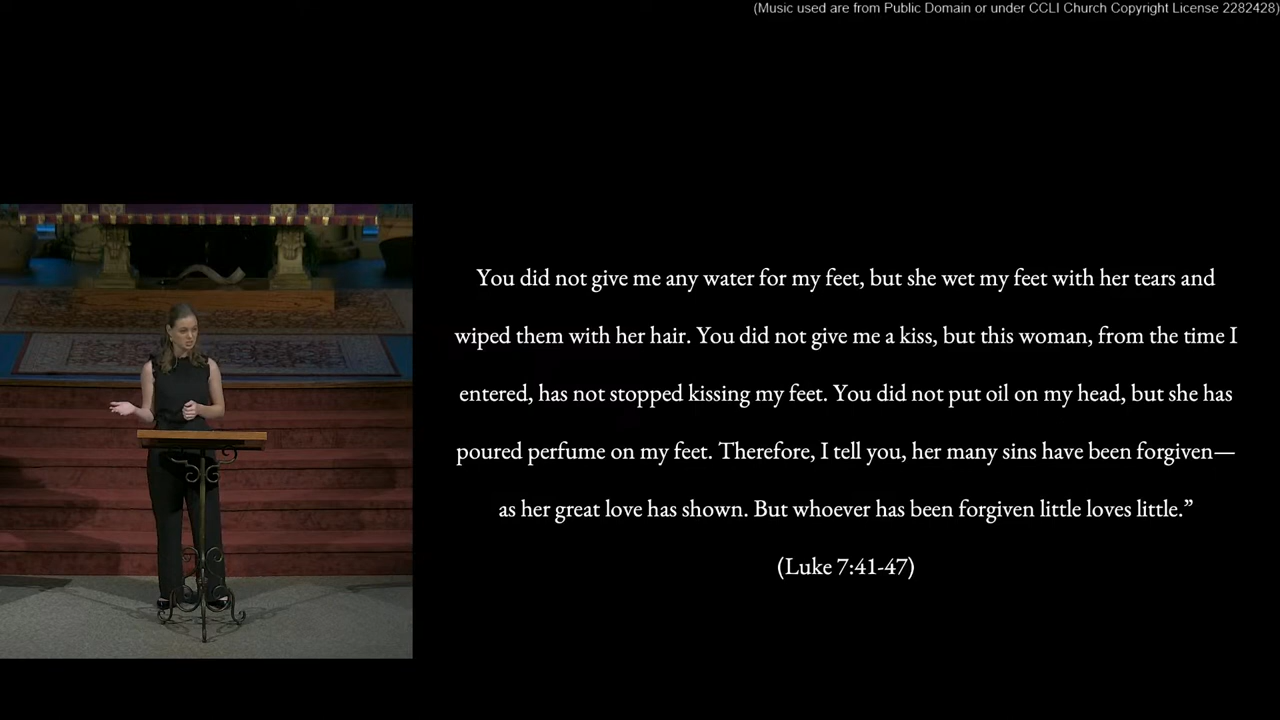 (Music used are from Public Domain or under CCLI Church Copyright License 2282428)
You did not give me any water for my feet, but she wet my feet with her tears and
wiped them with her hair. You did not give me a kiss, but this woman, from the time I
entered, has not stopped kissing my feet. You did not put oil on my head, but she has
poured perfume on my feet. Therefore, I tell you, her many sins have been forgiven—
as her great love has shown. But whoever has been forgiven little loves little.”
(Luke 7:41-47)